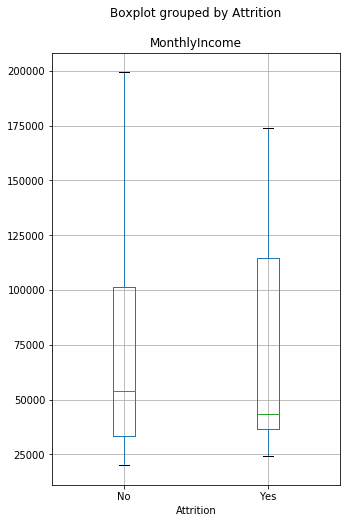 Boxplot grouped by Attrition
MonthlyIncome
200000
175000
150000
125000
100000
75000
50000
25000
No Yes
Attrition